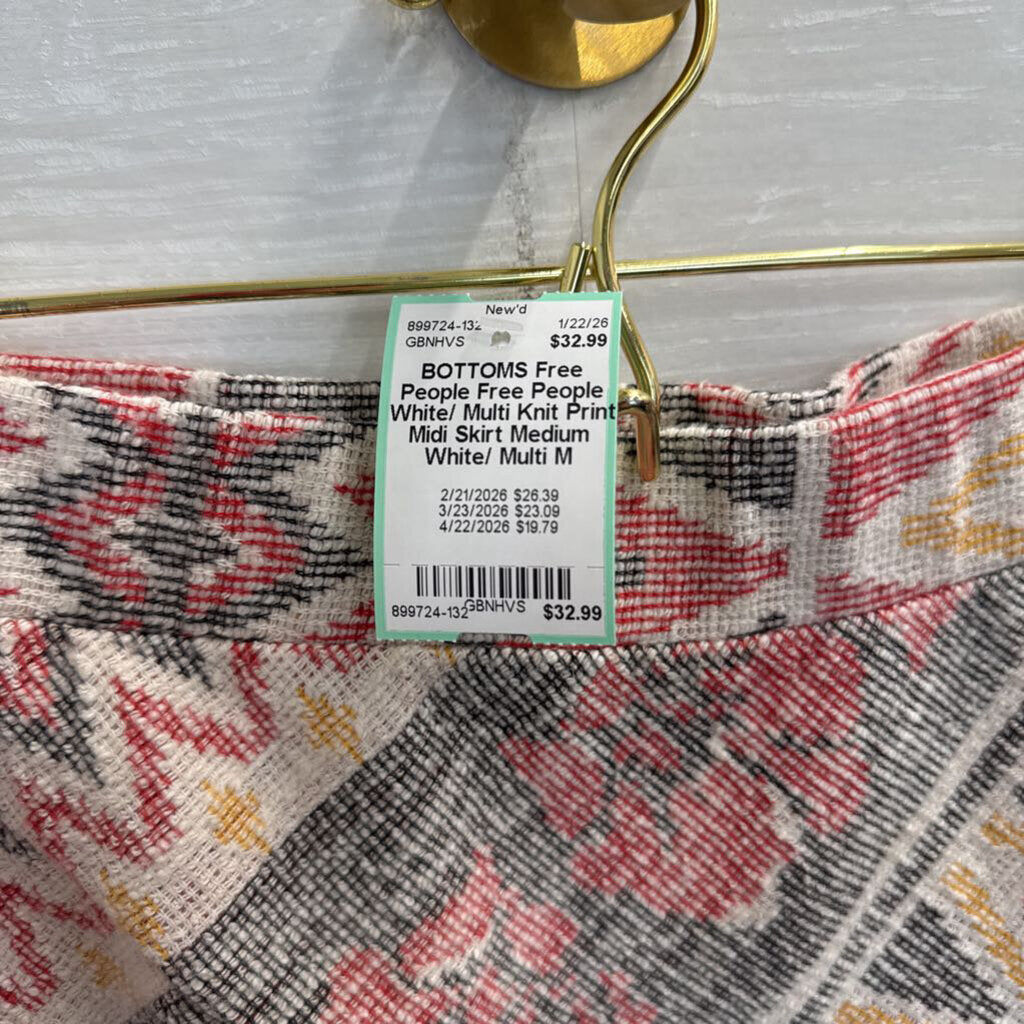 New'd
899724-132 1/22/26
GBNHVS $32.99
BOTTOMS Free
People Free People
White/ Multi Knit Print
Midi Skirt Medium
White/ Multi M
2/21/2026 $26.39
3/23/2026 $23.09
4/22/2026 $19.79
899724-132 GBNHVS $32.99